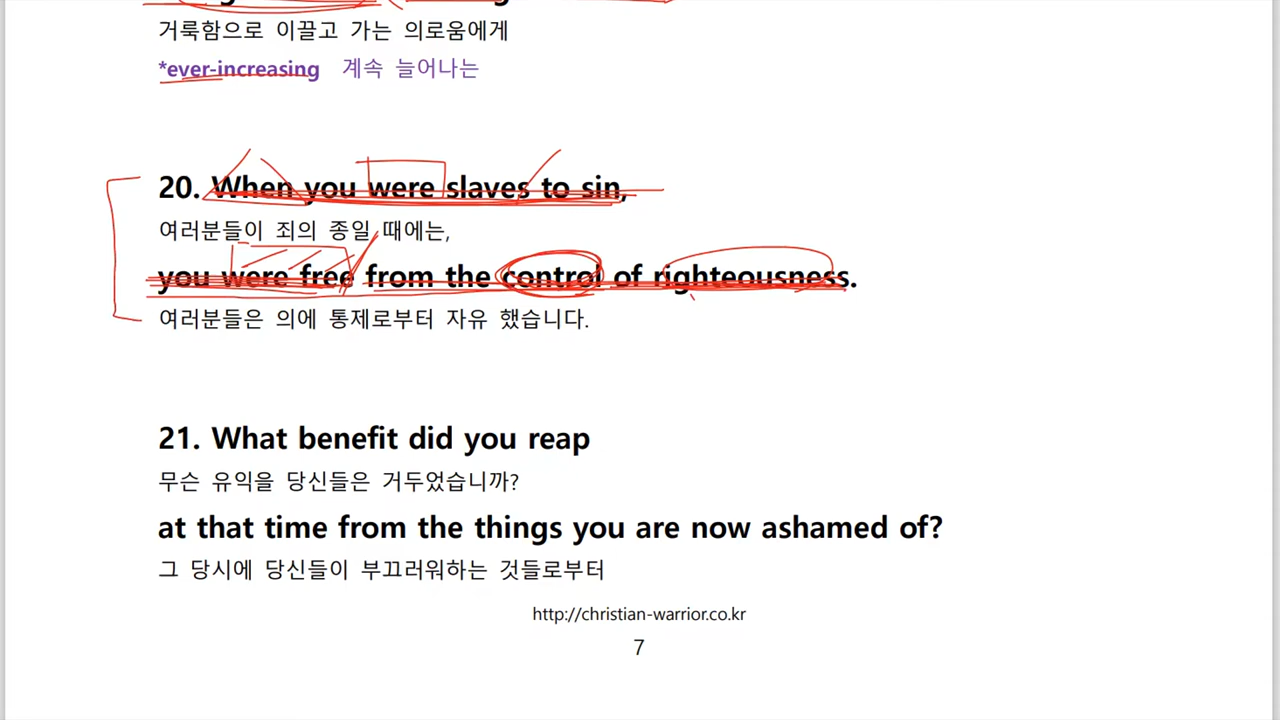 거룩함으로 이끌고 가는 의로움에게
*ever-increasing 계속 늘어나는
20. When you were slaves to sin,
여러분들이 죄의 종일 때에는,
you were free from the control of righteousness.
여러분들은 의에 통제로부터 자유 했습니다.
21. What benefit did you reap
무슨 유익을 당신들은 거두었습니까?
at that time from the things you are now ashamed of?
그 당시에 당신들이 부끄러워하는 것들로부터
http://christian-warrior.co.kr
7